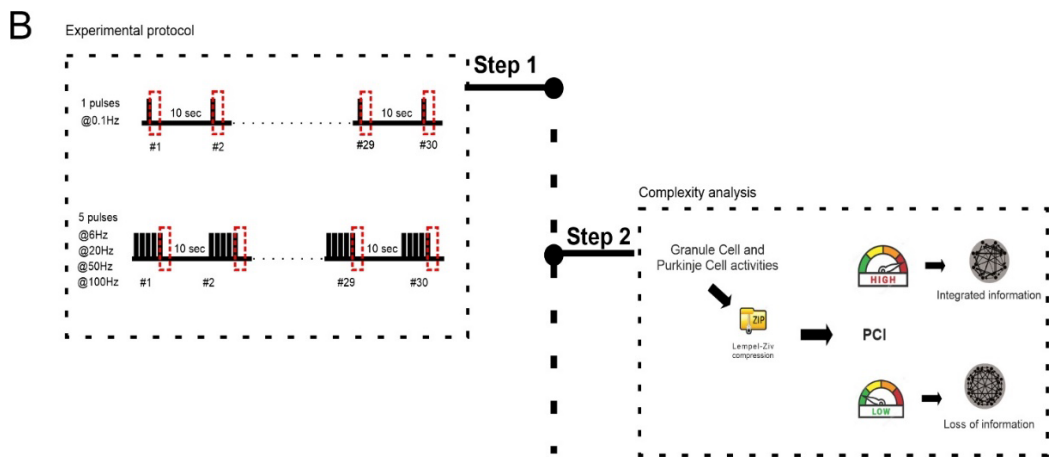 B
Experimental protocol
1 pulses
@0.1Hz
10 sec
10 sec
#1
#2
#29
#30
5 pulses
@6Hz
@20Hz
@50Hz
@100Hz
10 sec
10 sec
#1
#2
#29
#30
Step 1
Step 2
Complexity analysis
Granule Cell and
Purkinje Cell activities
ZIP
Lempel-Ziv
compression
PCI
HIGH
Integrated information
LOW
Loss of information